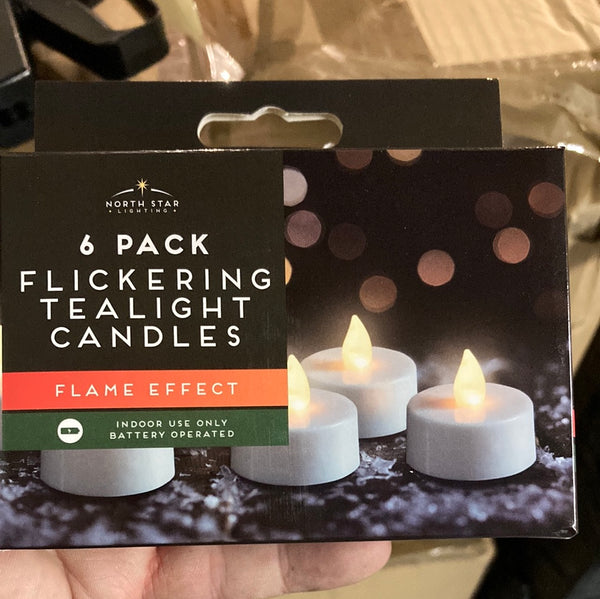 NORTH STAR
• LIGHTING •
6 PACK
FLICKERING
TEALIGHT
CANDLES
FLAME EFFECT
INDOOR USE ONLY
BATTERY OPERATED